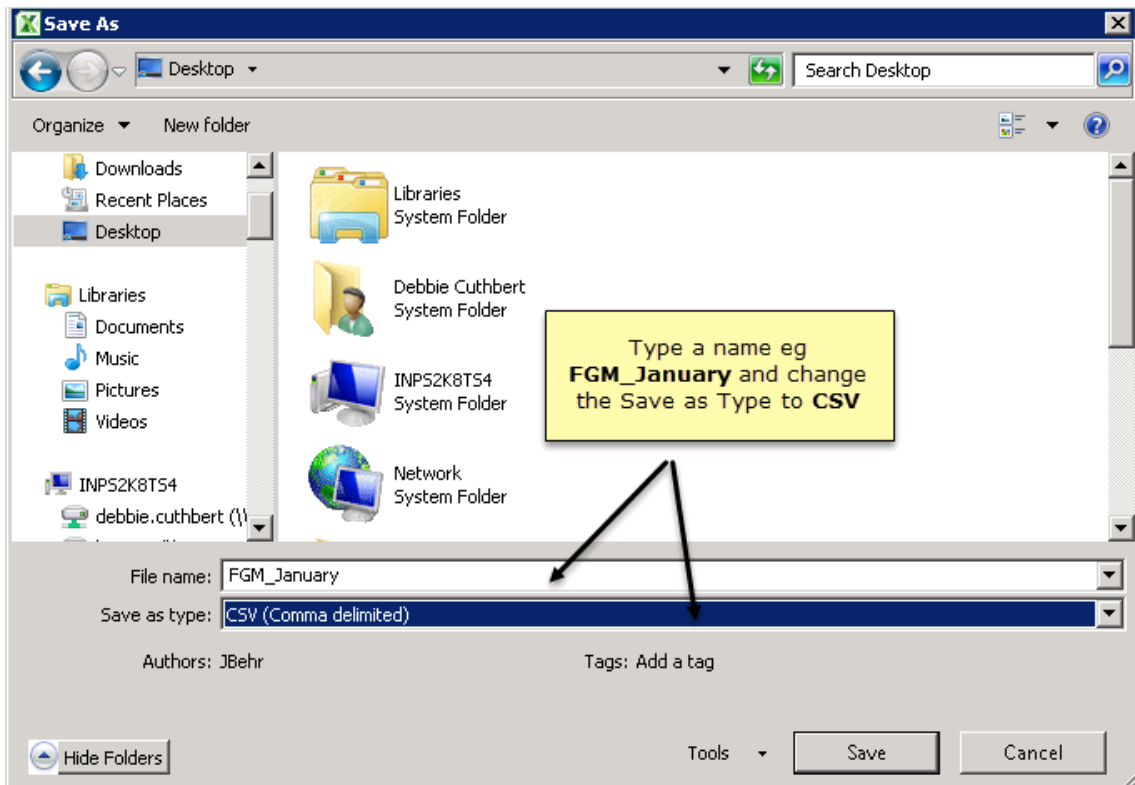 Save As
Desktop
Search Desktop
Organize
New folder
Downloads
Recent Places
Desktop
Libraries
Documents
Music
Pictures
Videos
INPS2K8TS4
debbie.cuthbert (\\
Libraries
System Folder
Debbie Cuthbert
System Folder
INPS2K8TS4
System Folder
Network
System Folder
Type a name eg
FGM_January and change
the Save as Type to CSV
File name: FGM_January
Save as type: CSV (Comma delimited)
Authors: JBehr
Tags: Add a tag
Hide Folders
Tools
Save
Cancel